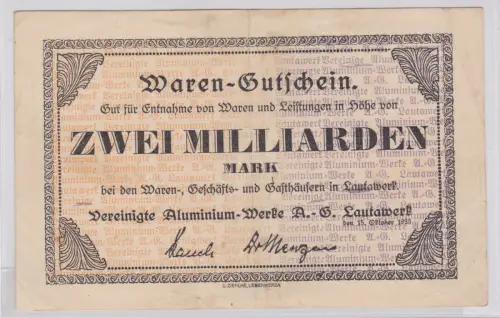 Waren-Gutschein.
Gut für Entnahme von Waren und Leistungen in Höhe von
ZWEI MILLIARDEN
MARK
bei den Waren-, Geschäfts- und Gasthäusern in Lautawerk.
Vereinigte Aluminium-Werke A.-G. Lautawerk
den 15. Oktober 1923